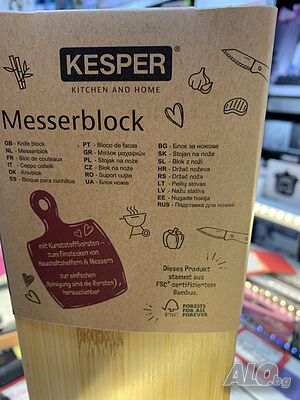 KESPER®
KITCHEN AND HOME
Messerblock
GB - Knife block
NL - Messenblok
FR - Bloc de couteaux
IT - Ceppo coltelli
DK - Knivblok
ES - Bloque para cuchillos
PT - Bloco de facas
GR - Μπλοκ μαχαιριών
PL - Stojak na noże
CZ - Blok na nože
RO - Suport cuțite
UA - Блок ножів
BG - Блок за ножове
SK - Stojan na nože
SL - Blok z noži
HR - Držač noževa
RS - Držač noža
LT - Peilių stovas
LV - Nažu statīvs
EE - Nugade hoidja
RUS - Подставка для ножей
mit Kunststoffborsten –
zum Einstecken von
Haushaltshelfern & Messern
zur einfachen
Reinigung sind die Borsten
herausziehbar
Dieses Produkt
stammt aus
FSC®-zertifiziertem
Bambus.
FSC
FORESTS
FOR ALL
FOREVER
ALO.bg